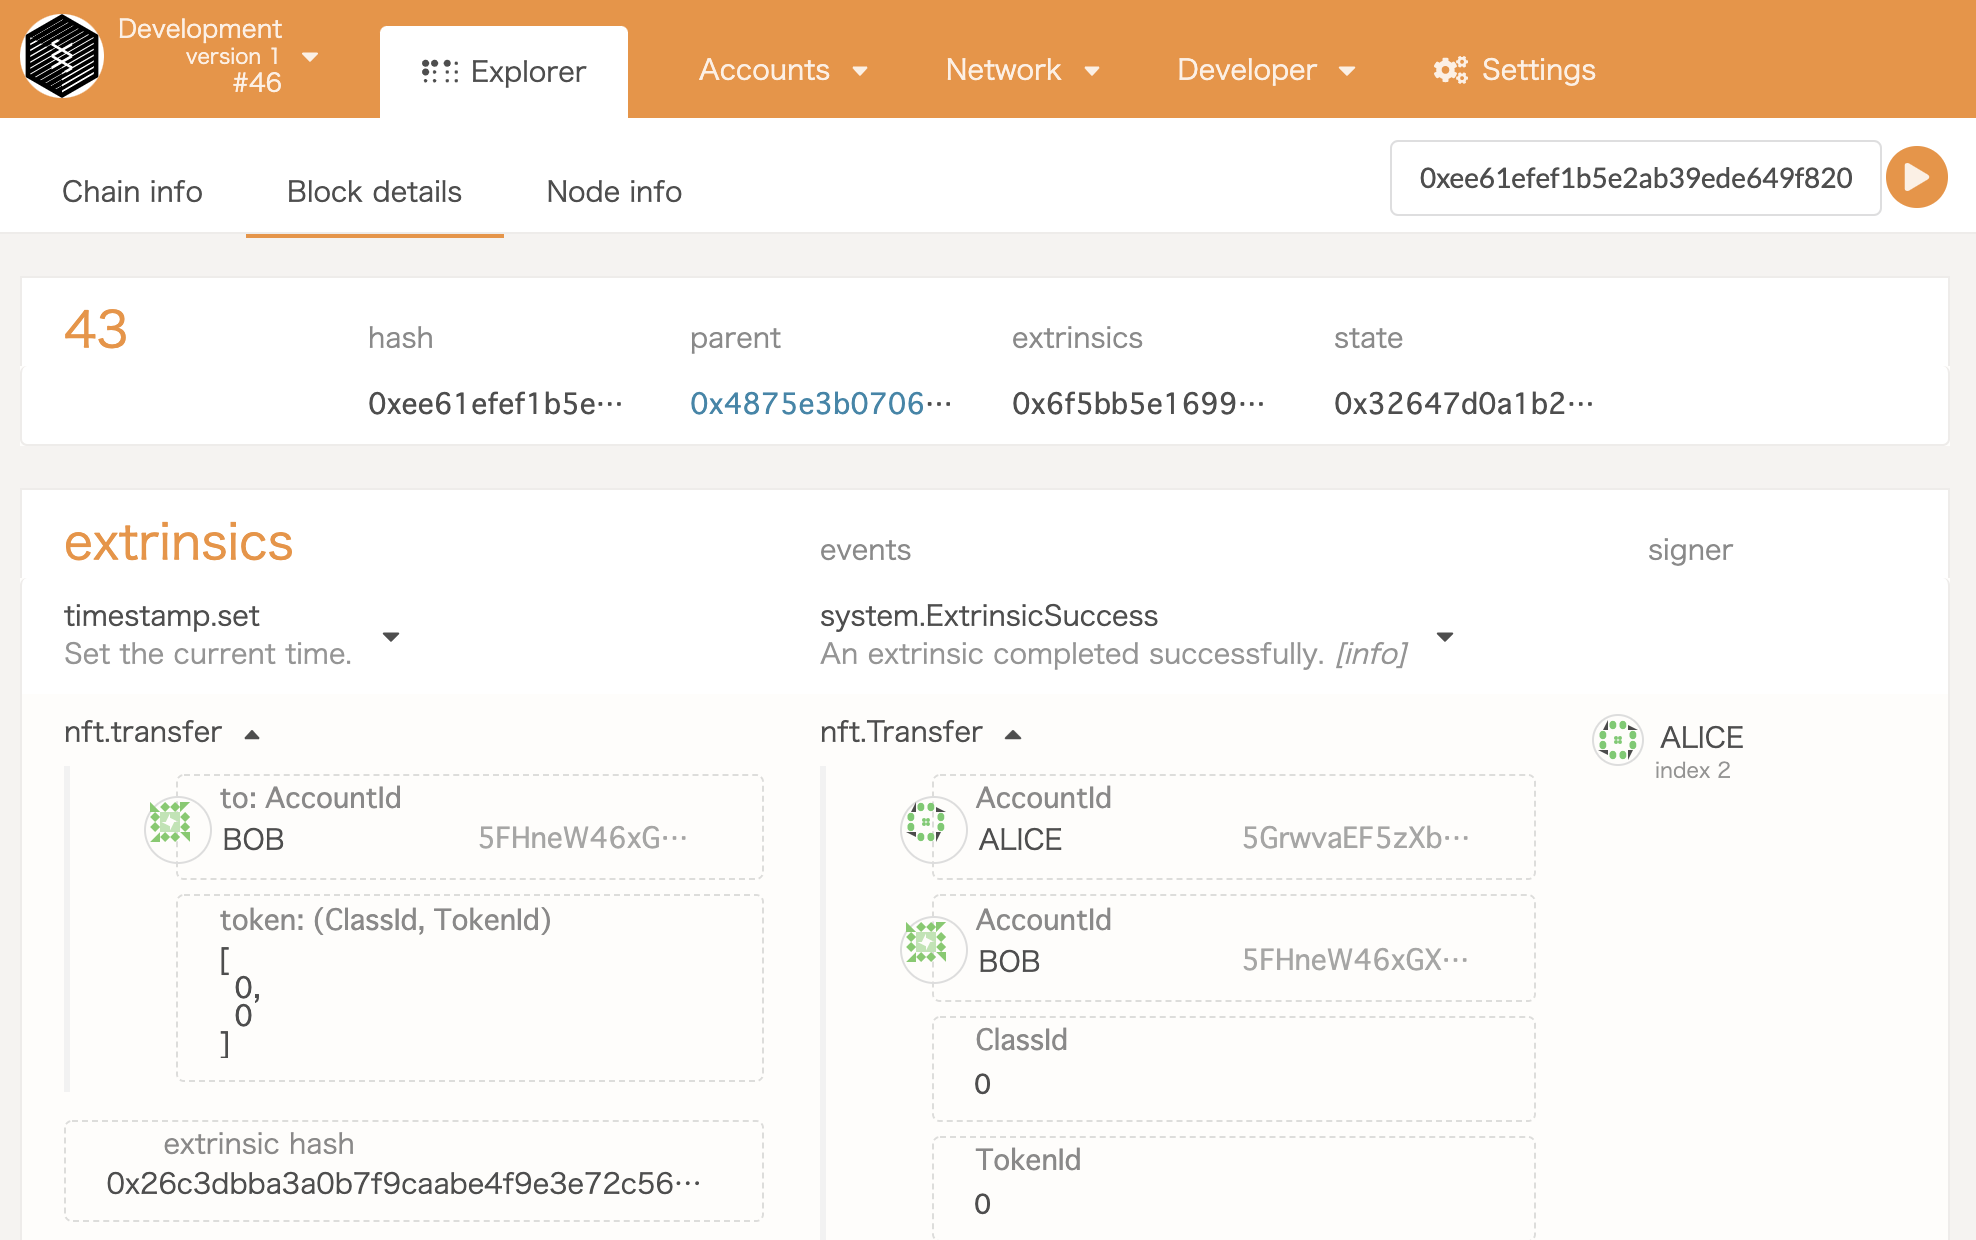 Development
version 1
#46
Explorer
Accounts
Network
Developer
Settings
Chain info
Block details
Node info
0xee61efef1b5e2ab39ede649f820
43
hash
parent
extrinsics
state
0xee61efef1b5e···
0x4875e3b0706···
0x6f5bb5e1699···
0x32647d0a1b2···
extrinsics
events
signer
timestamp.set
Set the current time.
system.ExtrinsicSuccess
An extrinsic completed successfully. [info]
nft.transfer
to: AccountId
BOB 5FHneW46xG···
token: (ClassId, TokenId)
[
0,
0
]
extrinsic hash
0x26c3dbba3a0b7f9caabe4f9e3e72c56···
nft.Transfer
AccountId
ALICE 5GrwvaEF5zXb···
AccountId
BOB 5FHneW46xGX···
ClassId
0
TokenId
0
ALICE
index 2